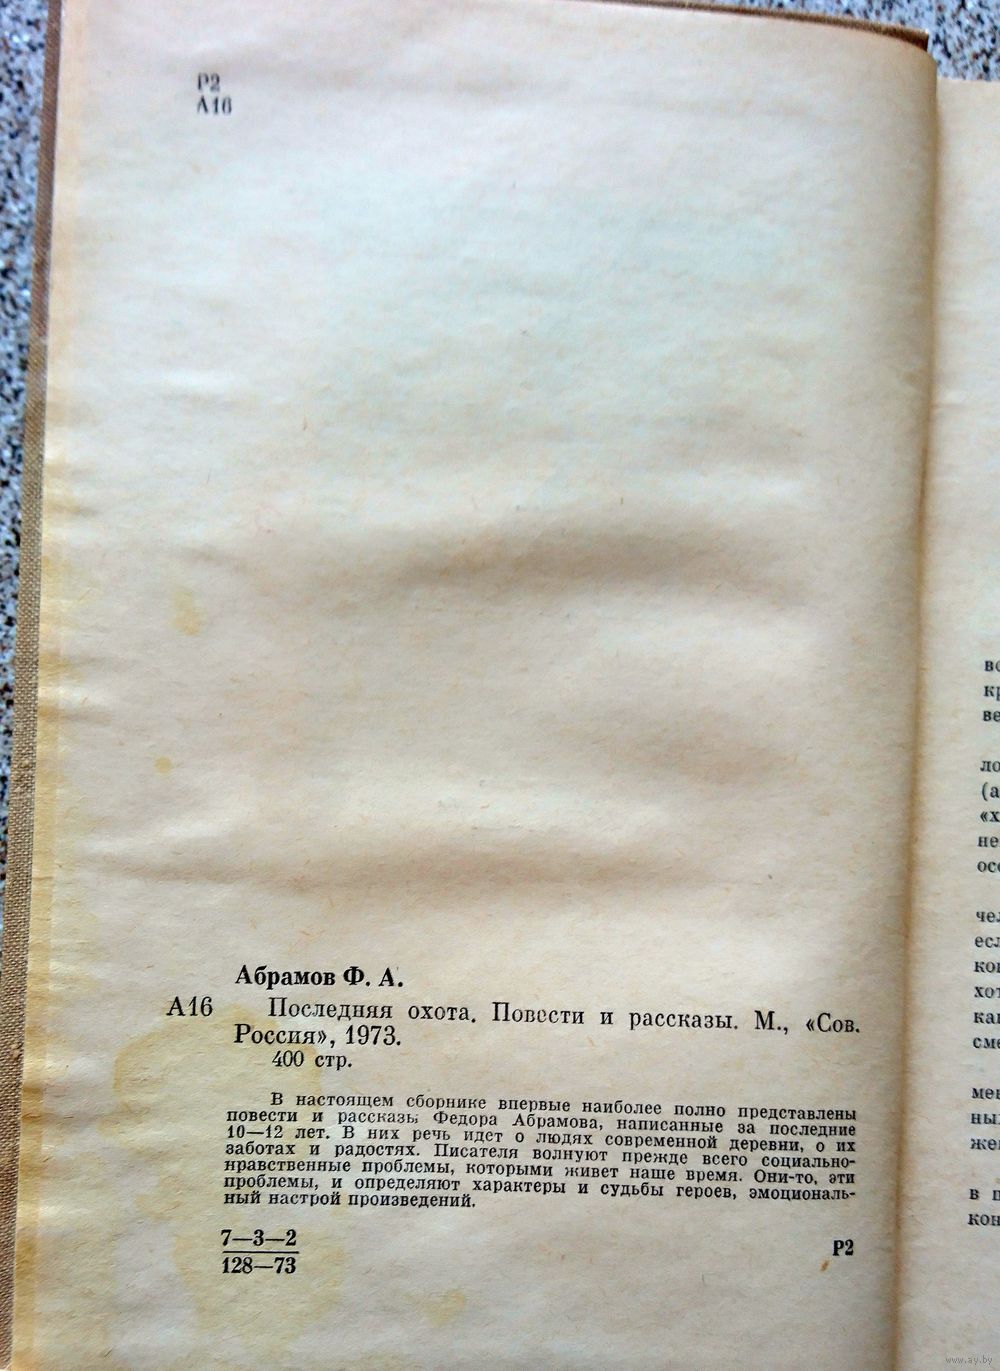 Р2
А16
Абрамов Ф. А.
А16 Последняя охота. Повести и рассказы. М., «Сов.
Россия», 1973.
400 стр.
В настоящем сборнике впервые наиболее полно представлены
повести и рассказы Федора Абрамова, написанные за последние
10—12 лет. В них речь идет о людях современной деревни, о их
заботах и радостях. Писателя волнуют прежде всего социально-
нравственные проблемы, которыми живет наше время. Они-то, эти
проблемы, и определяют характеры и судьбы героев, эмоциональ-
ный настрой произведений.
7—3—2
128—73
Р2
www.ay.by